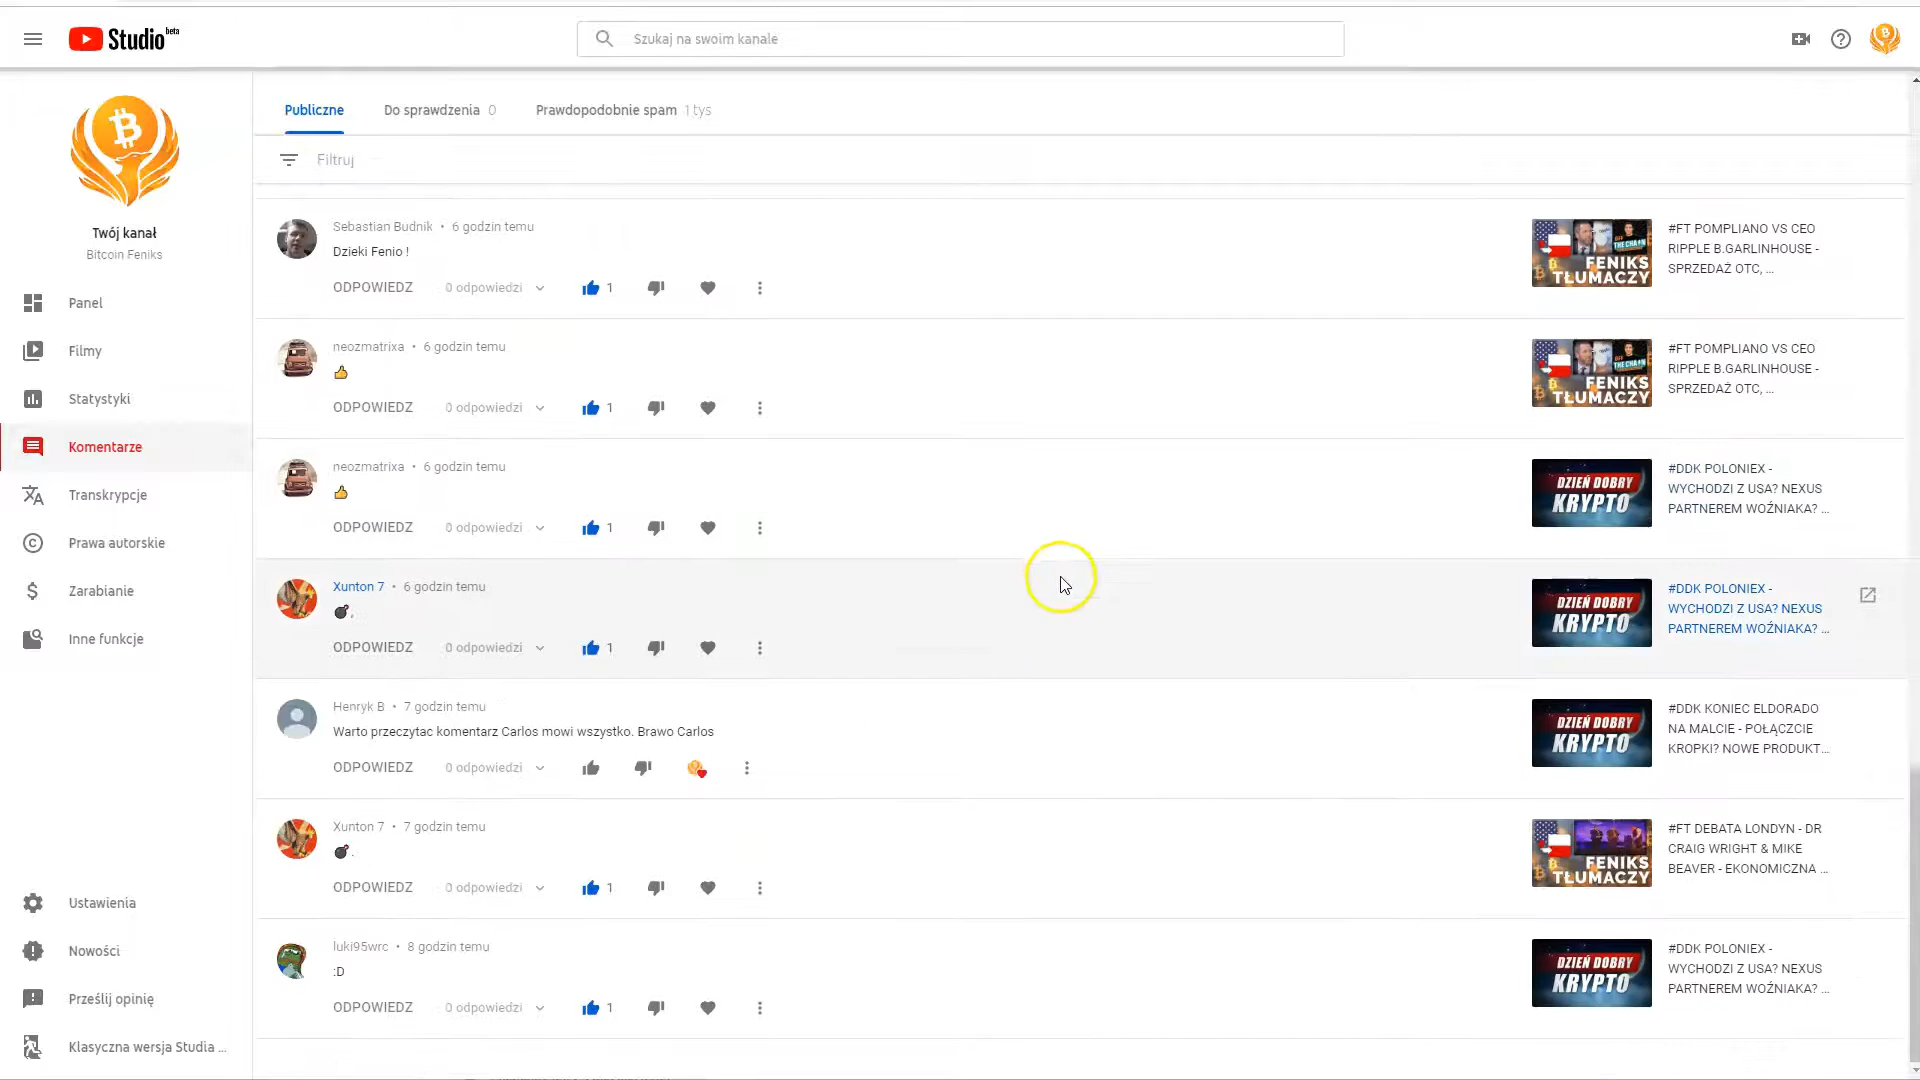 Studio beta
Szukaj na swoim kanale
Twój kanał
Bitcoin Feniks
Panel
Filmy
Statystyki
Komentarze
Transkrypcje
Prawa autorskie
Zarabianie
Inne funkcje
Ustawienia
Nowości
Prześlij opinię
Klasyczna wersja Studia ...
Publiczne
Do sprawdzenia 0
Prawdopodobnie spam 1 tys
Filtruj
Sebastian Budnik • 6 godzin temu
Dzieki Fenio !
ODPOWIEDZ 0 odpowiedzi 1
FENIKS
TŁUMACZY
#FT POMPLIANO VS CEO
RIPPLE B.GARLINHOUSE -
SPRZEDAŻ OTC, ...
neozmatrixa • 6 godzin temu
👍
ODPOWIEDZ 0 odpowiedzi 1
FENIKS
TŁUMACZY
#FT POMPLIANO VS CEO
RIPPLE B.GARLINHOUSE -
SPRZEDAŻ OTC, ...
neozmatrixa • 6 godzin temu
👍
ODPOWIEDZ 0 odpowiedzi 1
DZIEŃ DOBRY
KRYPTO
#DDK POLONIEX -
WYCHODZI Z USA? NEXUS
PARTNEREM WOŹNIAKA? ...
Xunton 7 • 6 godzin temu
💣,
ODPOWIEDZ 0 odpowiedzi 1
DZIEŃ DOBRY
KRYPTO
#DDK POLONIEX -
WYCHODZI Z USA? NEXUS
PARTNEREM WOŹNIAKA? ...
Henryk B • 7 godzin temu
Warto przeczytac komentarz Carlos mowi wszystko. Brawo Carlos
ODPOWIEDZ 0 odpowiedzi
DZIEŃ DOBRY
KRYPTO
#DDK KONIEC ELDORADO
NA MALCIE - POŁĄCZCIE
KROPKI? NOWE PRODUKT...
Xunton 7 • 7 godzin temu
💣.
ODPOWIEDZ 0 odpowiedzi 1
FENIKS
TŁUMACZY
#FT DEBATA LONDYN - DR
CRAIG WRIGHT & MIKE
BEAVER - EKONOMICZNA ...
luki95wrc • 8 godzin temu
:D
ODPOWIEDZ 0 odpowiedzi 1
DZIEŃ DOBRY
KRYPTO
#DDK POLONIEX -
WYCHODZI Z USA? NEXUS
PARTNEREM WOŹNIAKA? ...